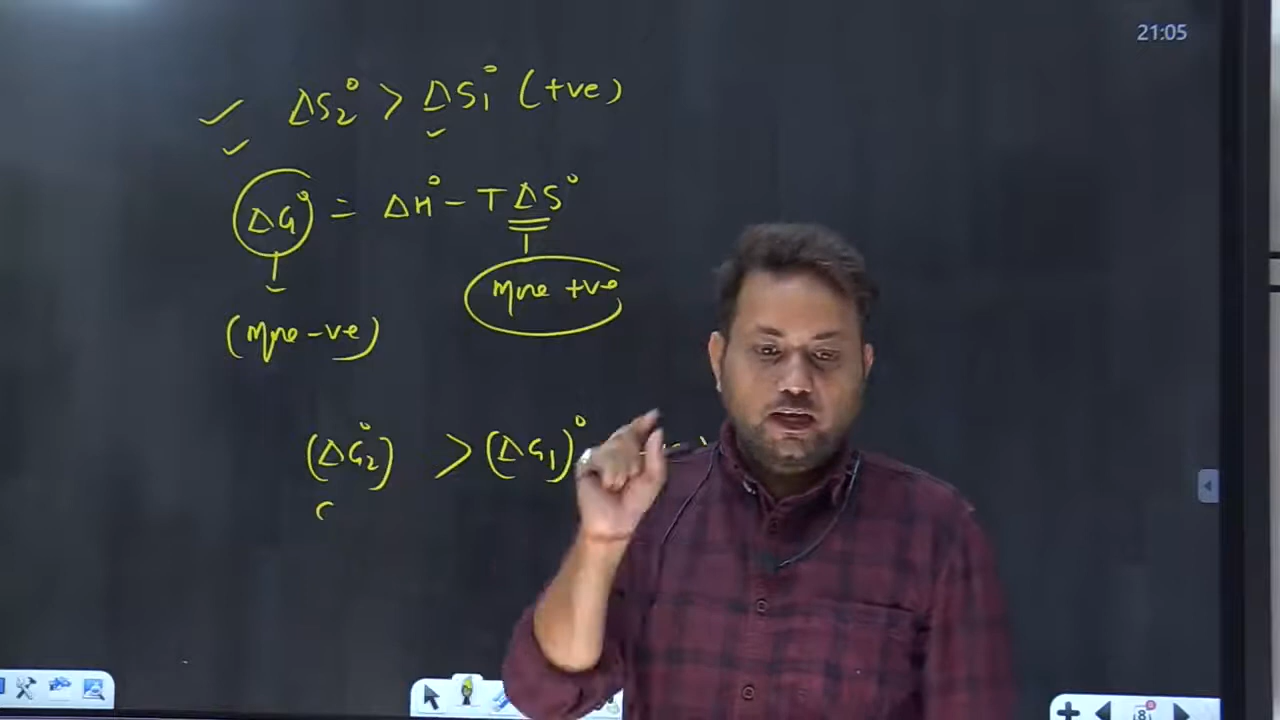 21:05
ΔS₂° > ΔS₁° (+ve)
ΔG° = ΔH° - TΔS°
more +ve
(more -ve)
(ΔG₂°) > (ΔG₁)°